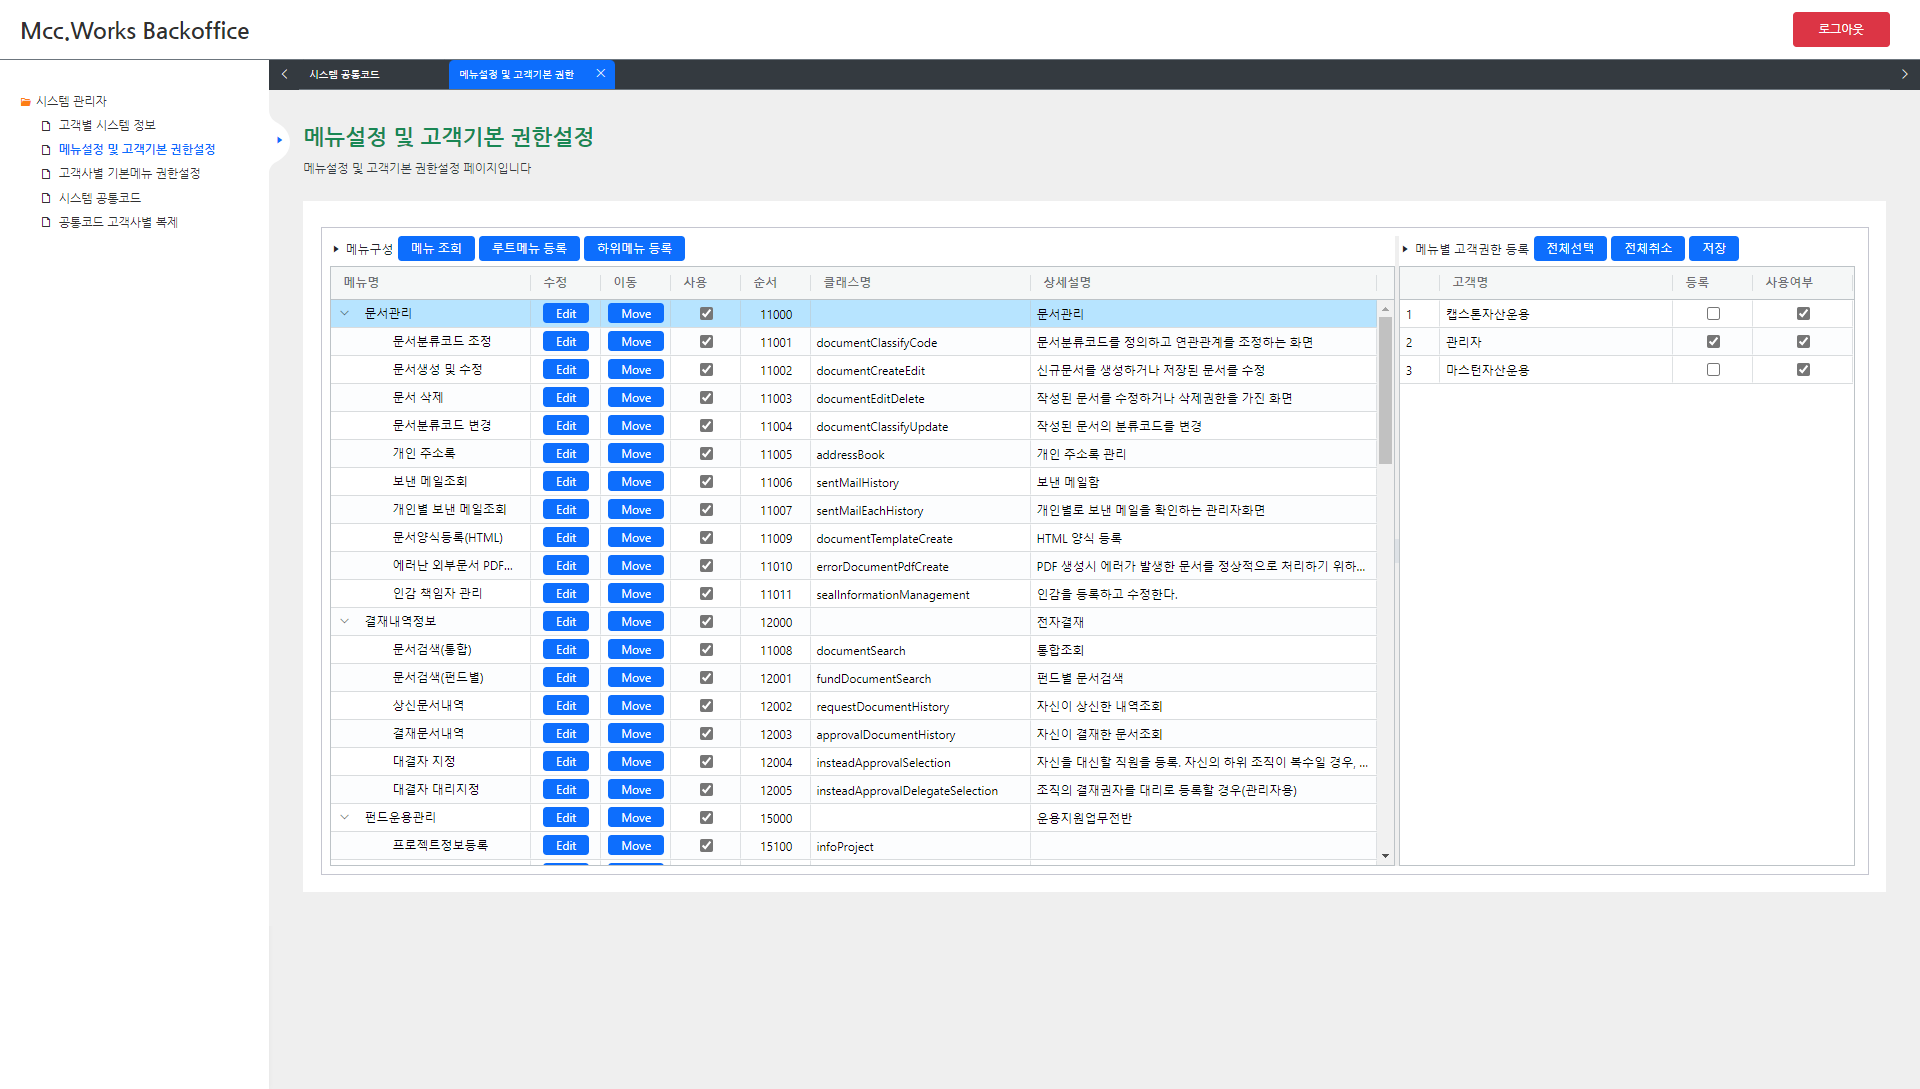 Mcc.Works Backoffice
로그아웃
시스템 공통코드
메뉴설정 및 고객기본 권한
시스템 관리자
고객별 시스템 정보
메뉴설정 및 고객기본 권한설정
고객사별 기본메뉴 권한설정
시스템 공통코드
공통코드 고객사별 복제
메뉴설정 및 고객기본 권한설정
메뉴설정 및 고객기본 권한설정 페이지입니다
메뉴구성 메뉴 조회 루트메뉴 등록 하위메뉴 등록
메뉴명 수정 이동 사용 순서 클래스명 상세설명
문서관리 Edit Move 11000 문서관리
문서분류코드 조정 Edit Move 11001 documentClassifyCode 문서분류코드를 정의하고 연관관계를 조정하는 화면
문서생성 및 수정 Edit Move 11002 documentCreateEdit 신규문서를 생성하거나 저장된 문서를 수정
문서 삭제 Edit Move 11003 documentEditDelete 작성된 문서를 수정하거나 삭제권한을 가진 화면
문서분류코드 변경 Edit Move 11004 documentClassifyUpdate 작성된 문서의 분류코드를 변경
개인 주소록 Edit Move 11005 addressBook 개인 주소록 관리
보낸 메일조회 Edit Move 11006 sentMailHistory 보낸 메일함
개인별 보낸 메일조회 Edit Move 11007 sentMailEachHistory 개인별로 보낸 메일을 확인하는 관리자화면
문서양식등록(HTML) Edit Move 11009 documentTemplateCreate HTML 양식 등록
에러난 외부문서 PDF... Edit Move 11010 errorDocumentPdfCreate PDF 생성시 에러가 발생한 문서를 정상적으로 처리하기 위하...
인감 책임자 관리 Edit Move 11011 sealInformationManagement 인감을 등록하고 수정한다.
결재내역정보 Edit Move 12000 전자결재
문서검색(통합) Edit Move 11008 documentSearch 통합조회
문서검색(펀드별) Edit Move 12001 fundDocumentSearch 펀드별 문서검색
상신문서내역 Edit Move 12002 requestDocumentHistory 자신이 상신한 내역조회
결재문서내역 Edit Move 12003 approvalDocumentHistory 자신이 결재한 문서조회
대결자 지정 Edit Move 12004 insteadApprovalSelection 자신을 대신할 직원을 등록. 자신의 하위 조직이 복수일 경우, ...
대결자 대리지정 Edit Move 12005 insteadApprovalDelegateSelection 조직의 결재권자를 대리로 등록할 경우(관리자용)
펀드운용관리 Edit Move 15000 운용지원업무전반
프로젝트정보등록 Edit Move 15100 infoProject
메뉴별 고객권한 등록 전체선택 전체취소 저장
고객명 등록 사용여부
1 캡스톤자산운용
2 관리자
3 마스턴자산운용